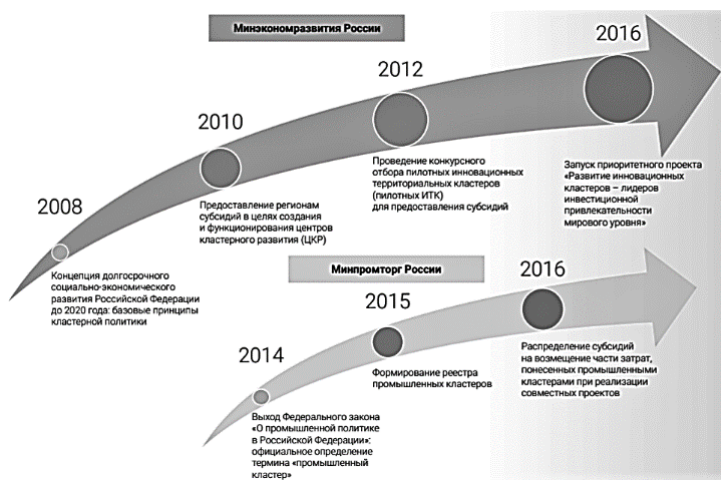 Минэкономразвития России
2008
Концепция долгосрочного
социально-экономического
развития Российской Федерации
до 2020 года: базовые принципы
кластерной политики
2010
Предоставление регионам
субсидий в целях создания
и функционирования центров
кластерного развития (ЦКР)
2012
Проведение конкурсного
отбора пилотных инновационных
территориальных кластеров
(пилотных ИТК)
для предоставления субсидий
2016
Запуск приоритетного проекта
«Развитие инновационных
кластеров – лидеров
инвестиционной
привлекательности
мирового уровня»
Минпромторг России
2014
Выход Федерального закона
«О промышленной политике
в Российской Федерации»:
официальное определение
термина «промышленный
кластер»
2015
Формирование реестра
промышленных кластеров
2016
Распределение субсидий
на возмещение части затрат,
понесенных промышленными
кластерами при реализации
совместных проектов